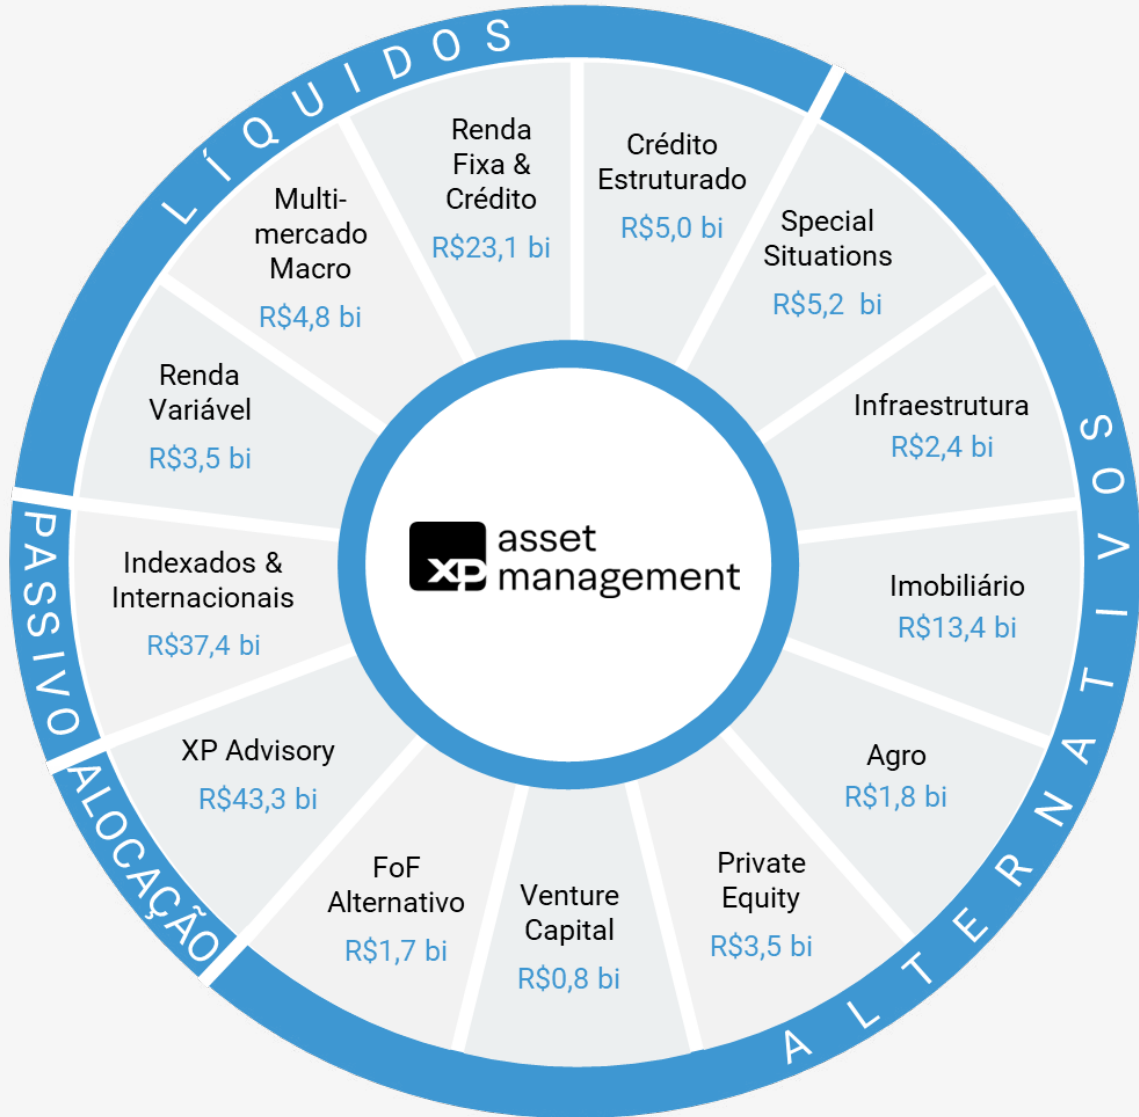 LÍQUIDOS
Renda
Fixa &
Crédito
R$23,1 bi
Crédito
Estruturado
R$5,0 bi
Special
Situations
R$5,2 bi
Infraestrutura
R$2,4 bi
Imobiliário
R$13,4 bi
Agro
R$1,8 bi
Private
Equity
R$3,5 bi
Venture
Capital
R$0,8 bi
FoF
Alternativo
R$1,7 bi
ALTERNATIVOS
XP Advisory
R$43,3 bi
ALOCAÇÃO
Indexados &
Internacionais
R$37,4 bi
PASSIVO
Renda
Variável
R$3,5 bi
Multi-
mercado
Macro
R$4,8 bi
XP asset
management